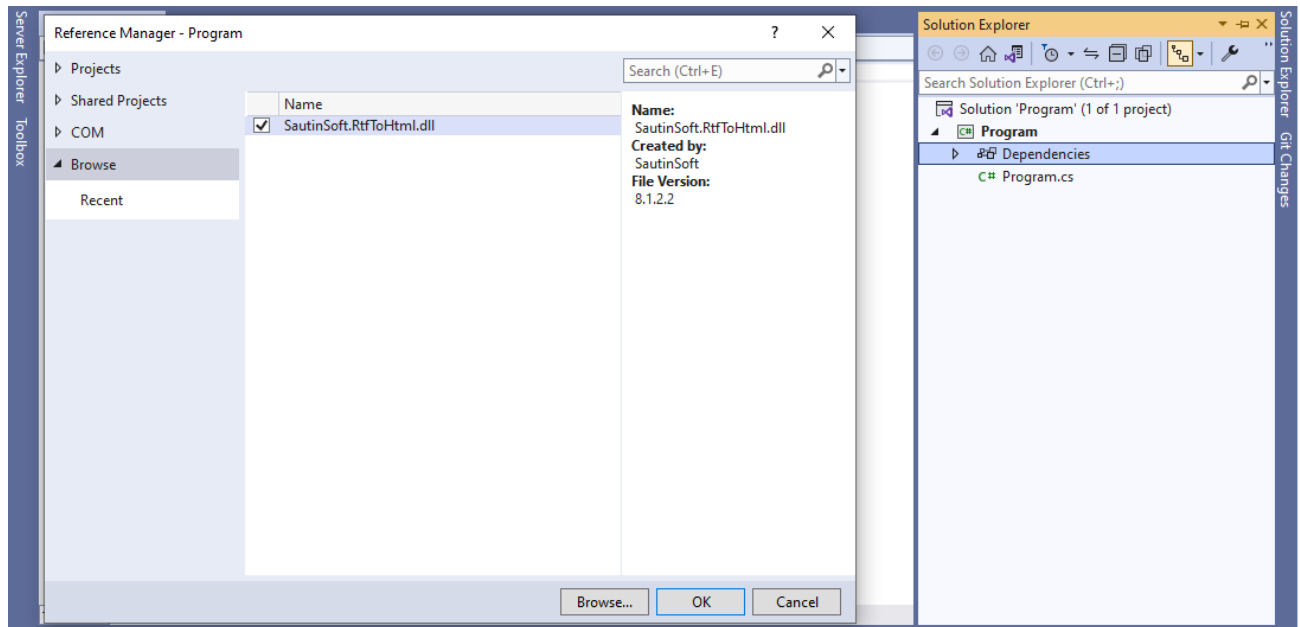 Server Explorer
Toolbox
Reference Manager - Program
?
Projects
Shared Projects
COM
Browse
Recent
Search (Ctrl+E)
Name
SautinSoft.RtfToHtml.dll
Name:
SautinSoft.RtfToHtml.dll
Created by:
SautinSoft
File Version:
8.1.2.2
Browse...
OK
Cancel
Solution Explorer
Search Solution Explorer (Ctrl+;)
Solution 'Program' (1 of 1 project)
C# Program
Dependencies
C# Program.cs
Solution Explorer
Git Changes